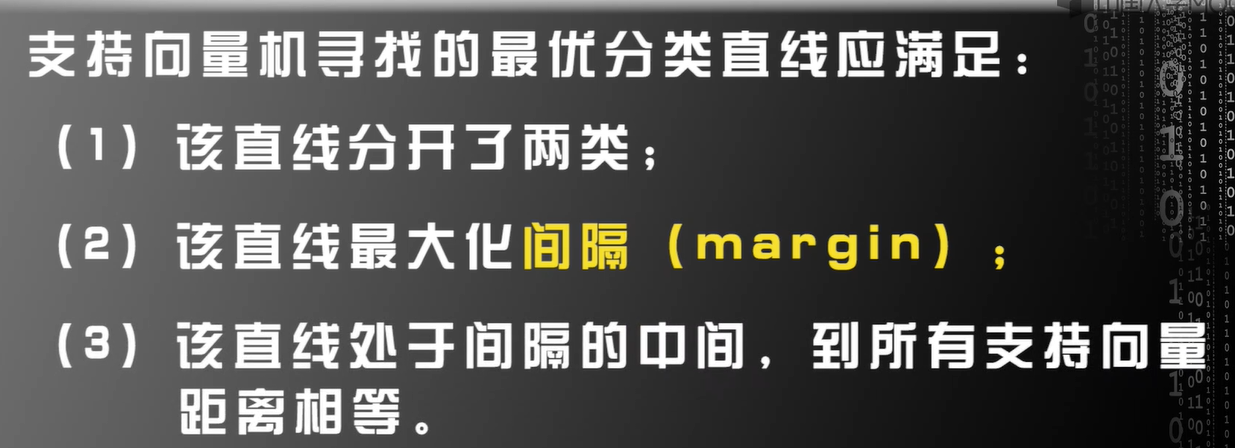 支持向量机寻找的最优分类直线应满足：
（1）该直线分开了两类；
（2）该直线最大化间隔（margin）；
（3）该直线处于间隔的中间，到所有支持向量
距离相等。